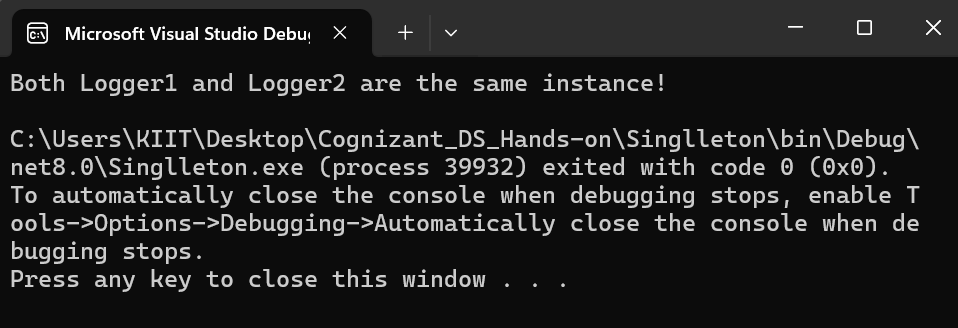 Microsoft Visual Studio Debu
Both Logger1 and Logger2 are the same instance!
C:\Users\KIIT\Desktop\Cognizant_DS_Hands-on\Singlleton\bin\Debug\
net8.0\Singlleton.exe (process 39932) exited with code 0 (0x0).
To automatically close the console when debugging stops, enable T
ools->Options->Debugging->Automatically close the console when de
bugging stops.
Press any key to close this window . . .